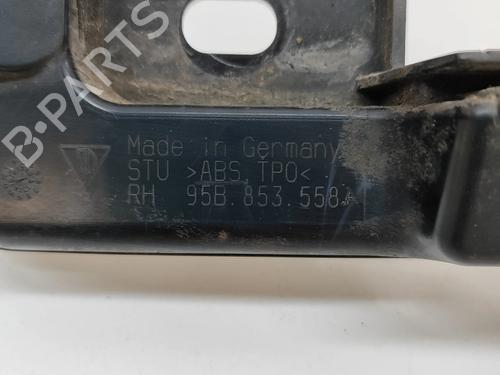 B-PARTS
Made in Germany
STU >ABS TPO<
RH 95B.853.558